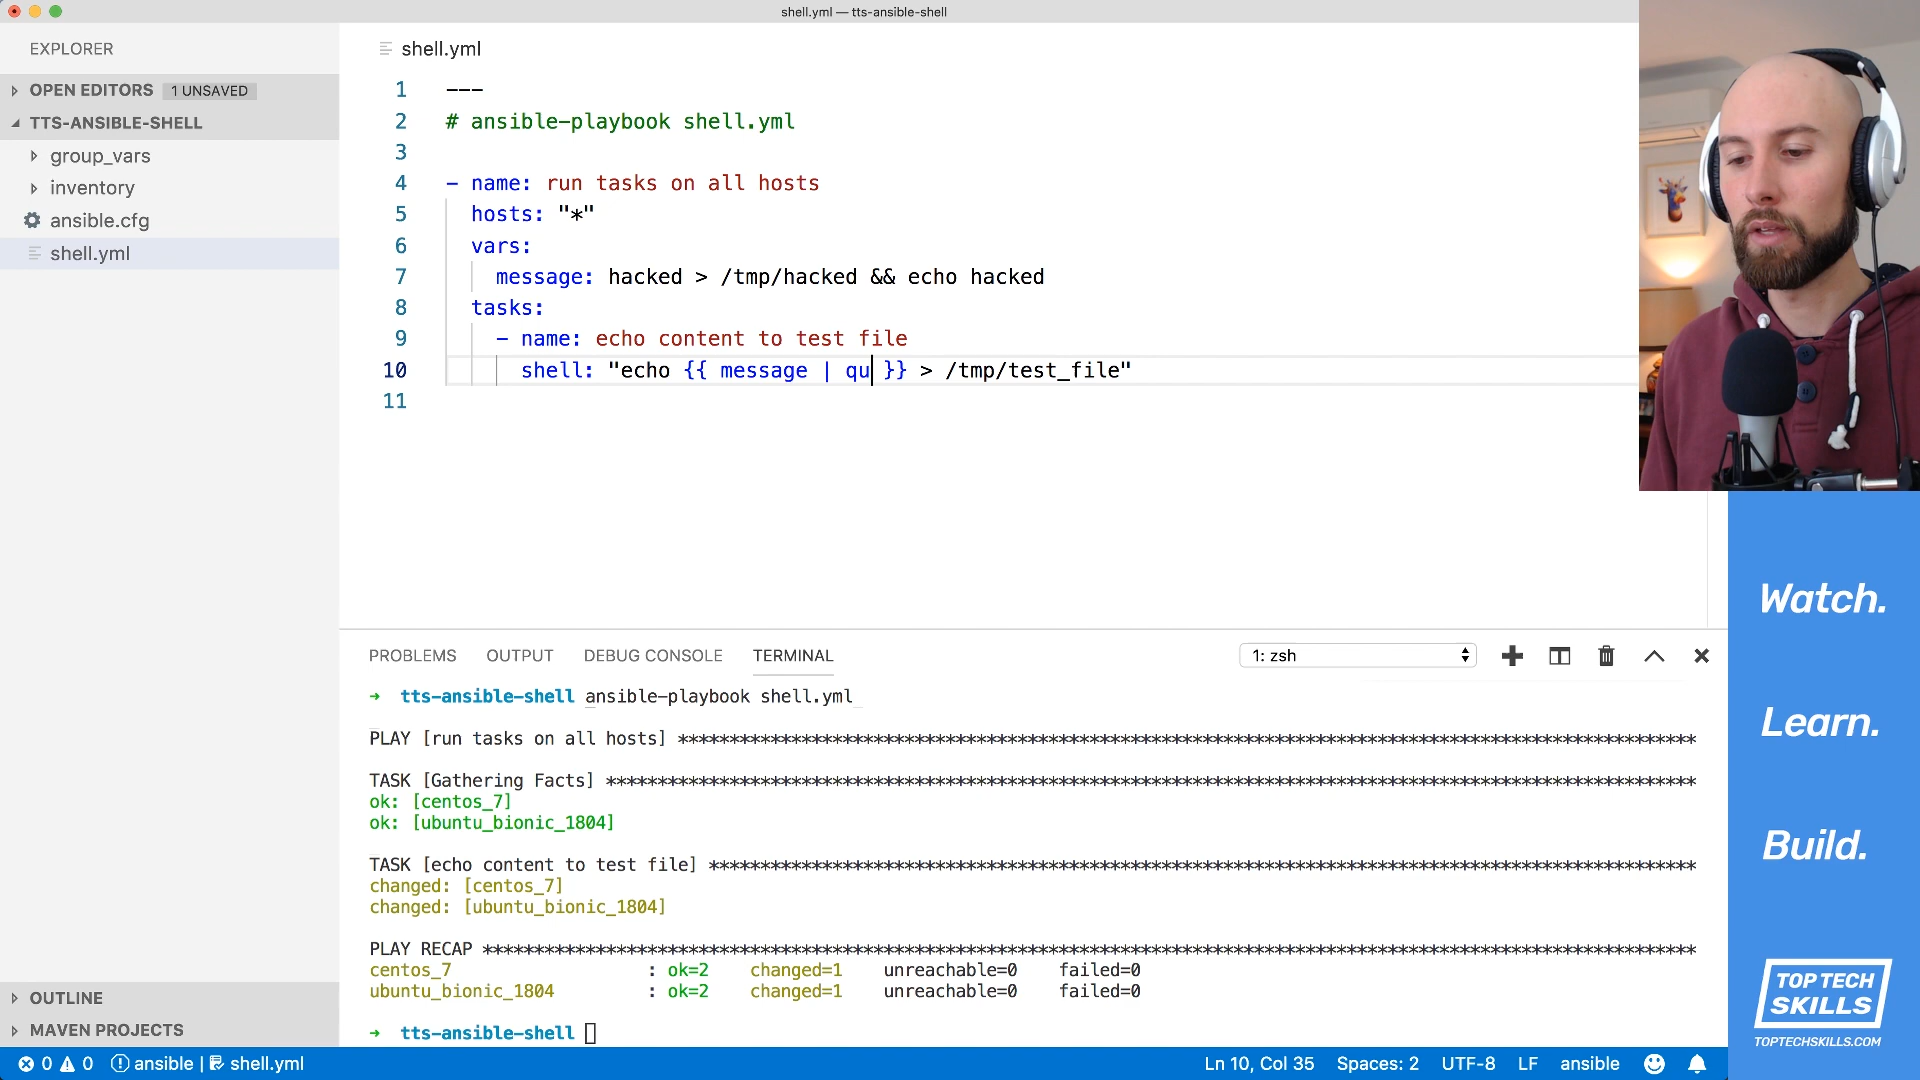 shell.yml — tts-ansible-shell
EXPLORER
OPEN EDITORS 1 UNSAVED
TTS-ANSIBLE-SHELL
group_vars
inventory
ansible.cfg
shell.yml
OUTLINE
MAVEN PROJECTS
shell.yml
1 ---
2 # ansible-playbook shell.yml
3
4 - name: run tasks on all hosts
5 hosts: "*"
6 vars:
7 message: hacked > /tmp/hacked && echo hacked
8 tasks:
9 - name: echo content to test file
10 shell: "echo {{ message | qu }} > /tmp/test_file"
11
PROBLEMS OUTPUT DEBUG CONSOLE TERMINAL 1: zsh
→ tts-ansible-shell ansible-playbook shell.yml
PLAY [run tasks on all hosts] ***************************************************************************************************
TASK [Gathering Facts] **********************************************************************************************************
ok: [centos_7]
ok: [ubuntu_bionic_1804]
TASK [echo content to test file] ************************************************************************************************
changed: [centos_7]
changed: [ubuntu_bionic_1804]
PLAY RECAP **********************************************************************************************************************
centos_7 : ok=2 changed=1 unreachable=0 failed=0
ubuntu_bionic_1804 : ok=2 changed=1 unreachable=0 failed=0
→ tts-ansible-shell
0 0 ansible | shell.yml Ln 10, Col 35 Spaces: 2 UTF-8 LF ansible
Watch.
Learn.
Build.
TOP TECH
SKILLS
TOPTECHSKILLS.COM